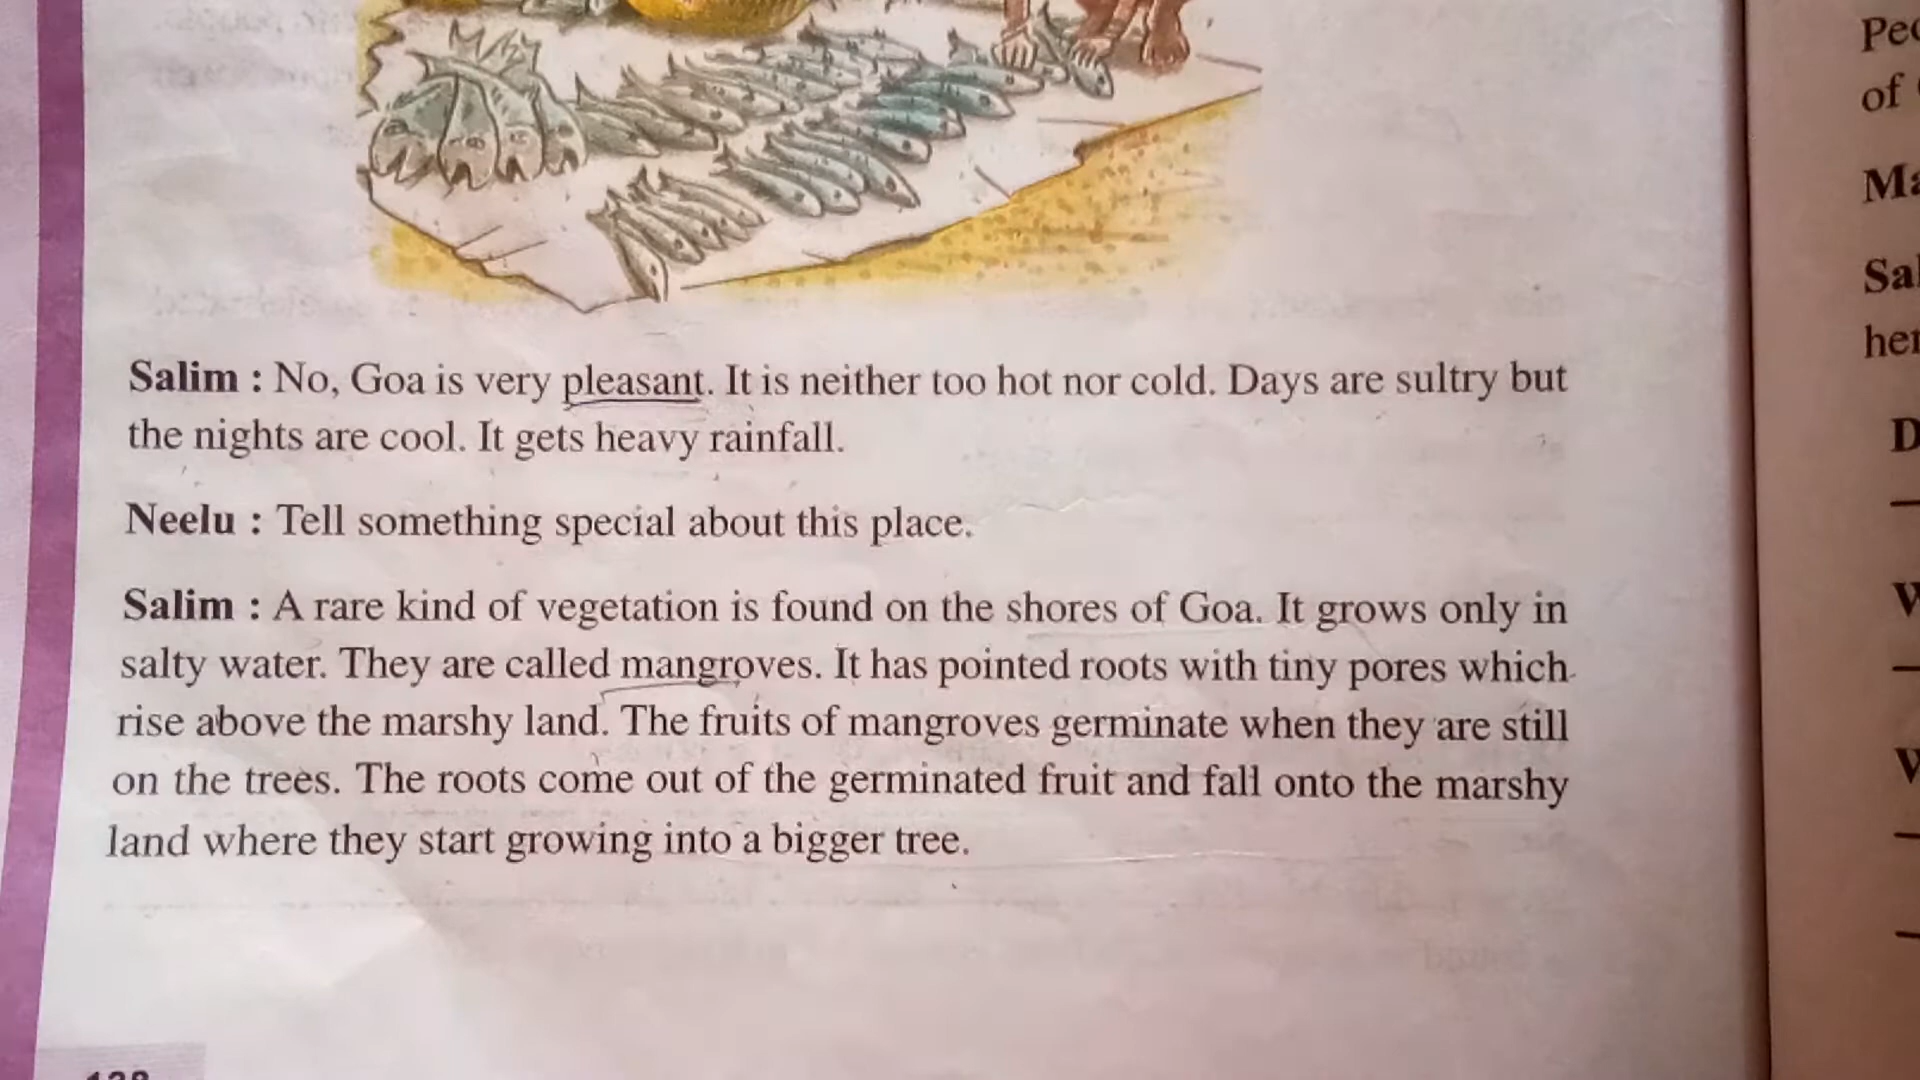 Salim : No, Goa is very pleasant. It is neither too hot nor cold. Days are sultry but
the nights are cool. It gets heavy rainfall.
Neelu : Tell something special about this place.
Salim : A rare kind of vegetation is found on the shores of Goa. It grows only in
salty water. They are called mangroves. It has pointed roots with tiny pores which
rise above the marshy land. The fruits of mangroves germinate when they are still
on the trees. The roots come out of the germinated fruit and fall onto the marshy
land where they start growing into a bigger tree.
of